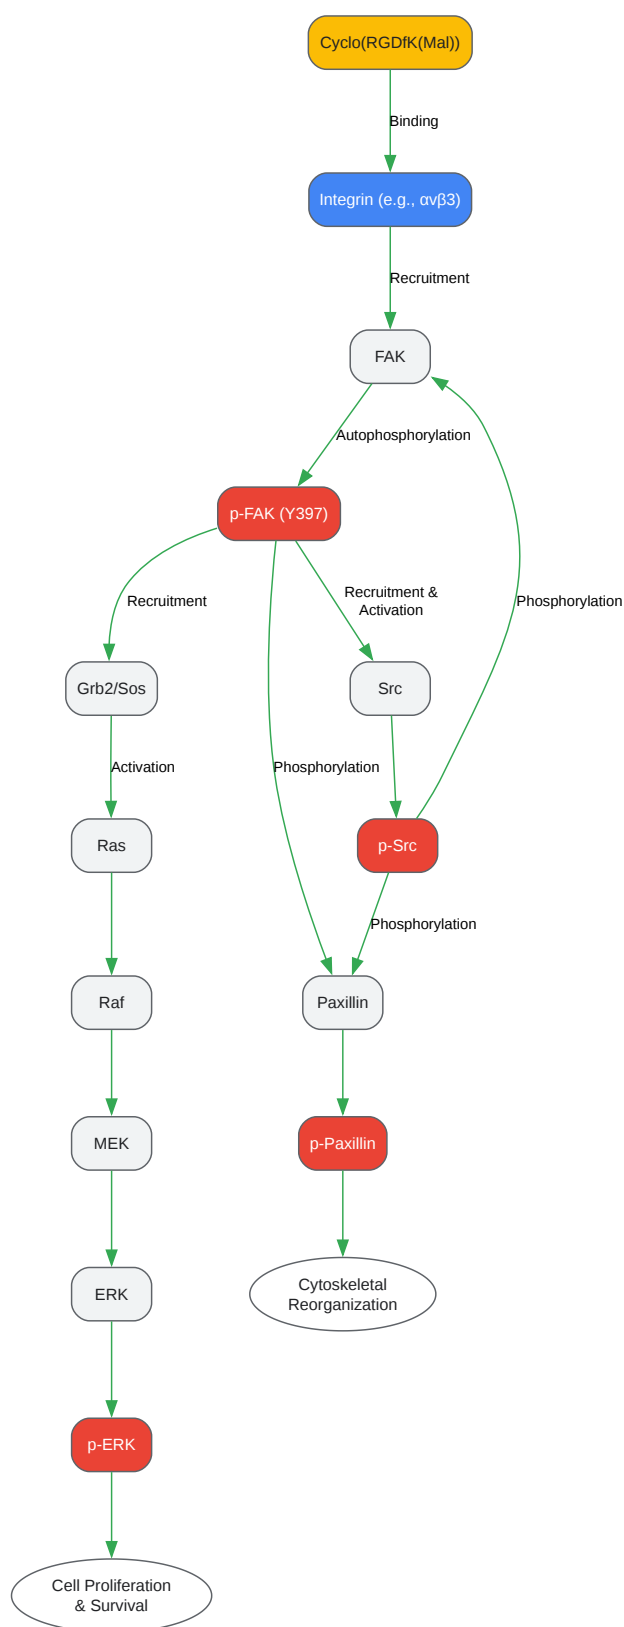 Cyclo(RGDfK(Mal))
Binding
Integrin (e.g., αvβ3)
Recruitment
FAK
Autophosphorylation
p-FAK (Y397)
Recruitment
Recruitment &
Activation
Phosphorylation
Grb2/Sos
Src
Activation
Phosphorylation
Ras
p-Src
Phosphorylation
Raf
Paxillin
MEK
p-Paxillin
ERK
Cytoskeletal
Reorganization
p-ERK
Cell Proliferation
& Survival